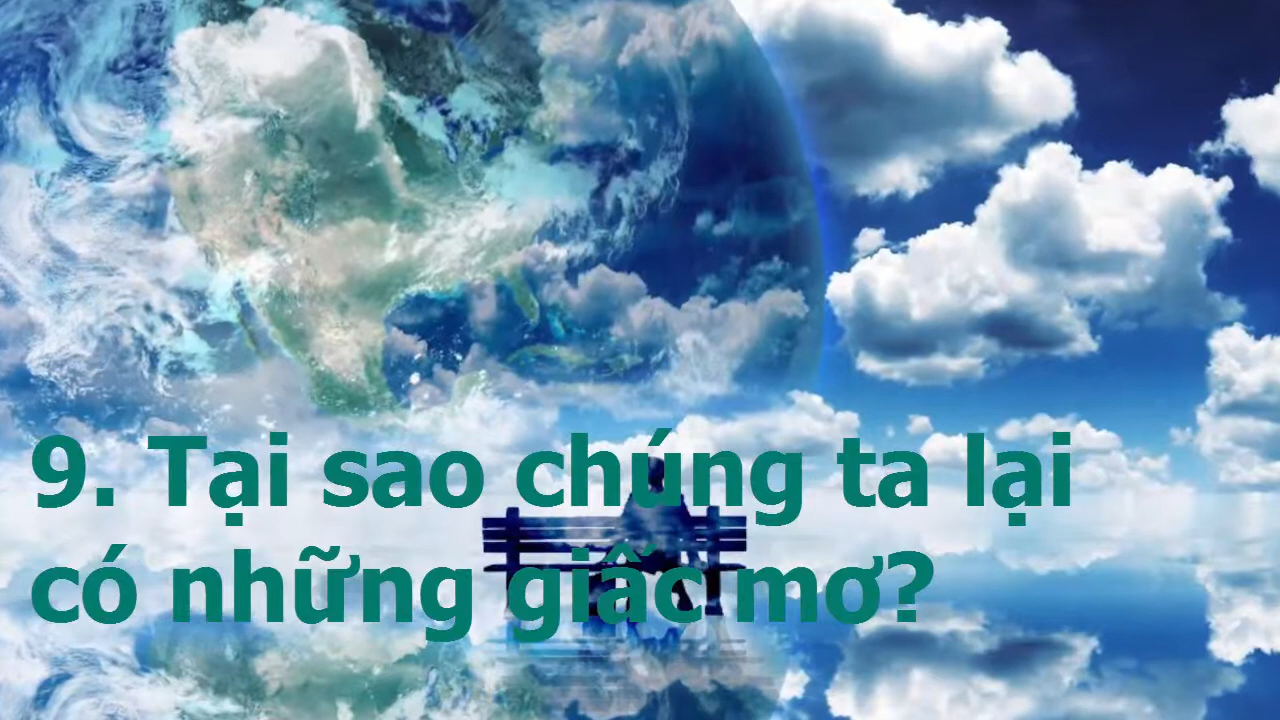 9. Tại sao chúng ta lại
có những giấc mơ?